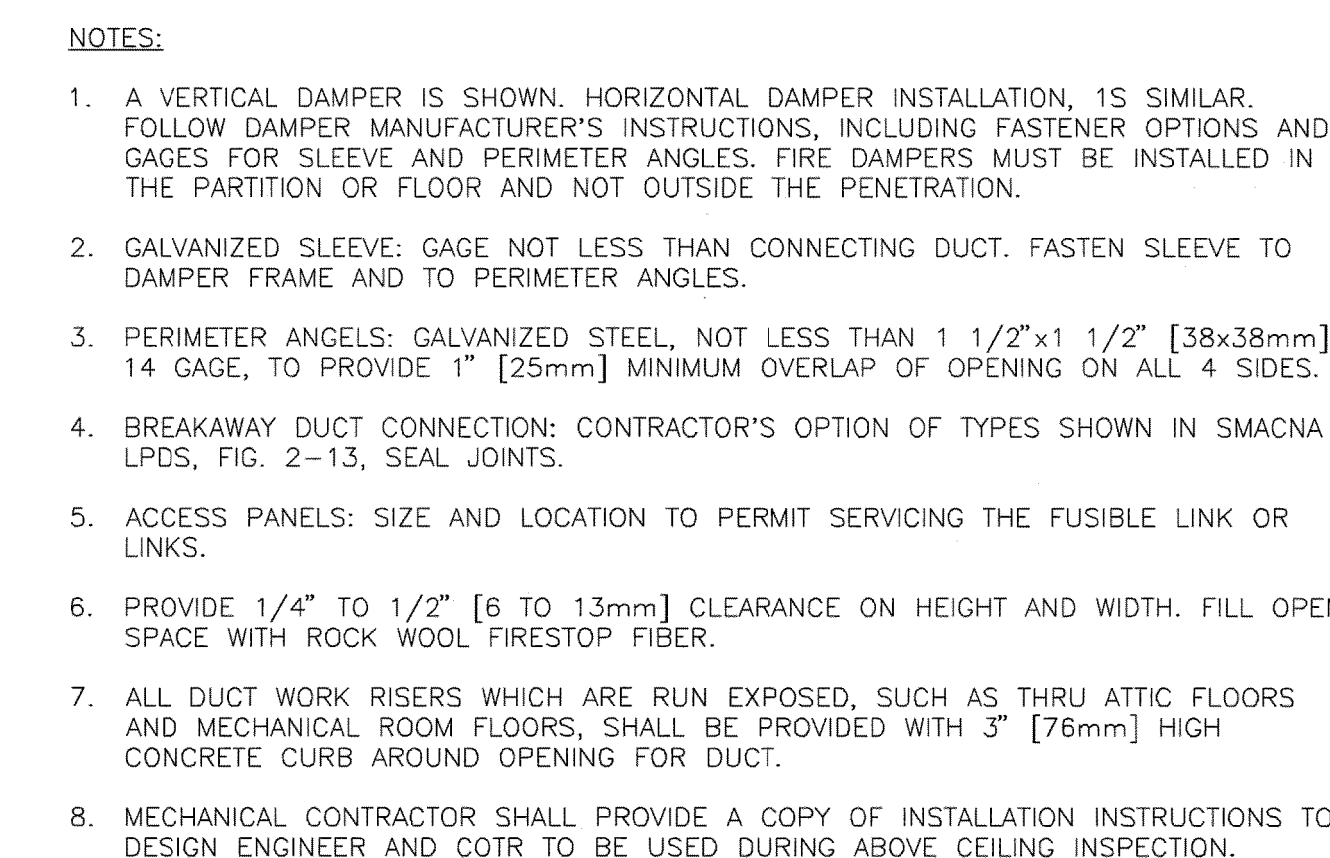 NOTES:
1. A VERTICAL DAMPER IS SHOWN. HORIZONTAL DAMPER INSTALLATION, 1S SIMILAR.
FOLLOW DAMPER MANUFACTURER'S INSTRUCTIONS, INCLUDING FASTENER OPTIONS AND
GAGES FOR SLEEVE AND PERIMETER ANGLES. FIRE DAMPERS MUST BE INSTALLED IN
THE PARTITION OR FLOOR AND NOT OUTSIDE THE PENETRATION.
2. GALVANIZED SLEEVE: GAGE NOT LESS THAN CONNECTING DUCT. FASTEN SLEEVE TO
DAMPER FRAME AND TO PERIMETER ANGLES.
3. PERIMETER ANGELS: GALVANIZED STEEL, NOT LESS THAN 1 1/2"x1 1/2" [38x38mm]
14 GAGE, TO PROVIDE 1" [25mm] MINIMUM OVERLAP OF OPENING ON ALL 4 SIDES.
4. BREAKAWAY DUCT CONNECTION: CONTRACTOR'S OPTION OF TYPES SHOWN IN SMACNA
LPDS, FIG. 2-13, SEAL JOINTS.
5. ACCESS PANELS: SIZE AND LOCATION TO PERMIT SERVICING THE FUSIBLE LINK OR
LINKS.
6. PROVIDE 1/4" TO 1/2" [6 TO 13mm] CLEARANCE ON HEIGHT AND WIDTH. FILL
SPACE WITH ROCK WOOL FIRESTOP FIBER.
7. ALL DUCT WORK RISERS WHICH ARE RUN EXPOSED, SUCH AS THRU ATTIC FLOORS
AND MECHANICAL ROOM FLOORS, SHALL BE PROVIDED WITH 3" [76mm] HIGH
CONCRETE CURB AROUND OPENING FOR DUCT.
8. MECHANICAL CONTRACTOR SHALL PROVIDE A COPY OF INSTALLATION INSTRUCTIONS TO
DESIGN ENGINEER AND COTR TO BE USED DURING ABOVE CEILING INSPECTION.